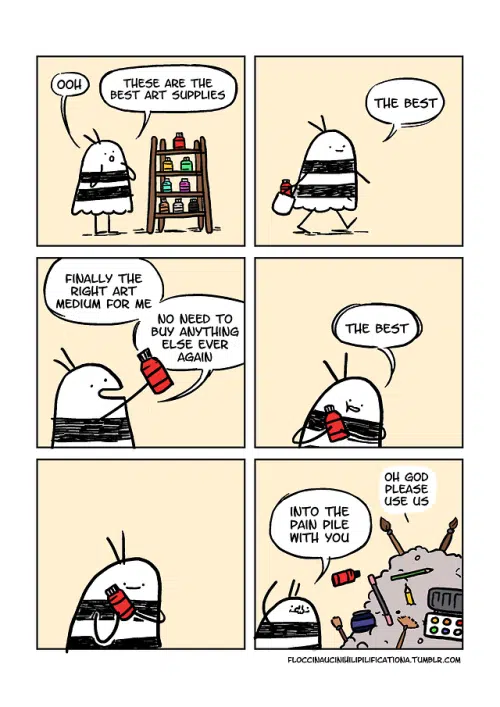 OOH
THESE ARE THE
BEST ART SUPPLIES
THE BEST
FINALLY THE
RIGHT ART
MEDIUM FOR ME
NO NEED TO
BUY ANYTHING
ELSE EVER
AGAIN
THE BEST
INTO THE
PAIN PILE
WITH YOU
OH GOD
PLEASE
USE US
FLOCCINAUCINIHILIPILIFICATIONA.TUMBLR.COM